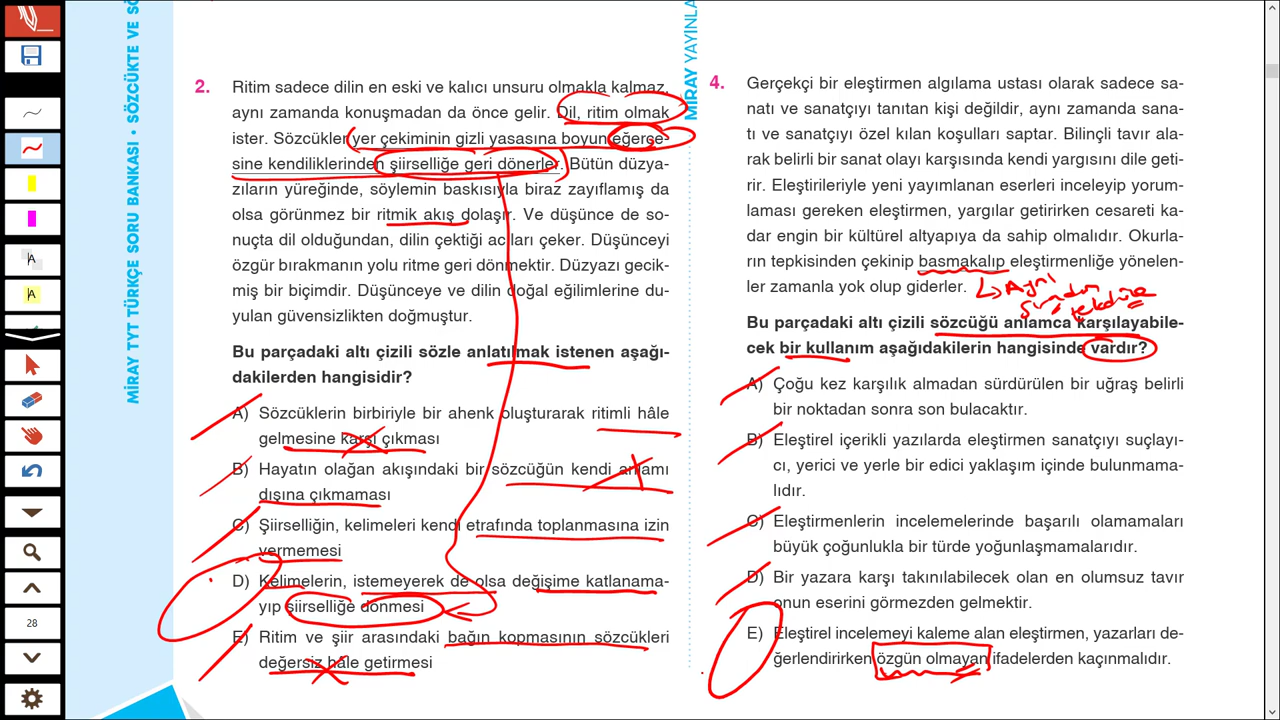 MİRAY TYT TÜRKÇE SORU BANKASI • SÖZCÜKTE VE SÖ
MİRAY YAYINLA
2.
Ritim sadece dilin en eski ve kalıcı unsuru olmakla kalmaz,
aynı zamanda konuşmadan da önce gelir. Dil, ritim olmak
ister. Sözcükler yer çekiminin gizli yasasına boyun eğerce-
sine kendiliklerinden şiirselliğe geri dönerler. Bütün düzya-
zıların yüreğinde, söylemin baskısıyla biraz zayıflamış da
olsa görünmez bir ritmik akış dolaşır. Ve düşünce de so-
nuçta dil olduğundan, dilin çektiği acıları çeker. Düşünceyi
özgür bırakmanın yolu ritme geri dönmektir. Düzyazı gecik-
miş bir biçimdir. Düşünceye ve dilin doğal eğilimlerine du-
yulan güvensizlikten doğmuştur.
Bu parçadaki altı çizili sözle anlatılmak istenen aşağı-
dakilerden hangisidir?
A) Sözcüklerin birbiriyle bir ahenk oluşturarak ritimli hâle
gelmesine karşı çıkması
B) Hayatın olağan akışındaki bir sözcüğün kendi anlamı
dışına çıkmaması
C) Şiirselliğin, kelimeleri kendi etrafında toplanmasına izin
vermemesi
D) Kelimelerin, istemeyerek de olsa değişime katlanama-
yıp şiirselliğe dönmesi
E) Ritim ve şiir arasındaki bağın kopmasının sözcükleri
değersiz hâle getirmesi
4.
Gerçekçi bir eleştirmen algılama ustası olarak sadece sa-
natı ve sanatçıyı tanıtan kişi değildir, aynı zamanda sana-
tı ve sanatçıyı özel kılan koşulları saptar. Bilinçli tavır ala-
rak belirli bir sanat olayı karşısında kendi yargısını dile geti-
rir. Eleştirileriyle yeni yayımlanan eserleri inceleyip yorum-
laması gereken eleştirmen, yargılar getirirken cesareti ka-
dar engin bir kültürel altyapıya da sahip olmalıdır. Okurla-
rın tepkisinden çekinip basmakalıp eleştirmenliğe yönelen-
ler zamanla yok olup giderler.
Aynı
Bu parçadaki altı çizili sözcüğü anlamca karşılayabile-
cek bir kullanım aşağıdakilerin hangisinde vardır?
A) Çoğu kez karşılık almadan sürdürülen bir uğraş belirli
bir noktadan sonra son bulacaktır.
B) Eleştirel içerikli yazılarda eleştirmen sanatçıyı suçlayı-
cı, yerici ve yerle bir edici yaklaşım içinde bulunmama-
lıdır.
C) Eleştirmenlerin incelemelerinde başarılı olamamaları
büyük çoğunlukla bir türde yoğunlaşmamalarıdır.
D) Bir yazara karşı takınılabilecek olan en olumsuz tavır
onun eserini görmezden gelmektir.
E) Eleştirel incelemeyi kaleme alan eleştirmen, yazarları de-
ğerlendirirken özgün olmayan ifadelerden kaçınmalıdır.
A
A
28